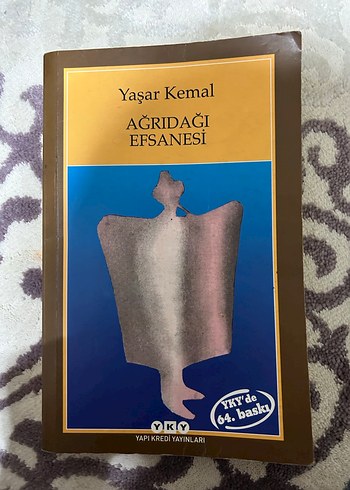 Yaşar Kemal
AĞRIDAĞI
EFSANESİ
YKY'de
64. baskı
YKY
YAPI KREDİ YAYINLARI